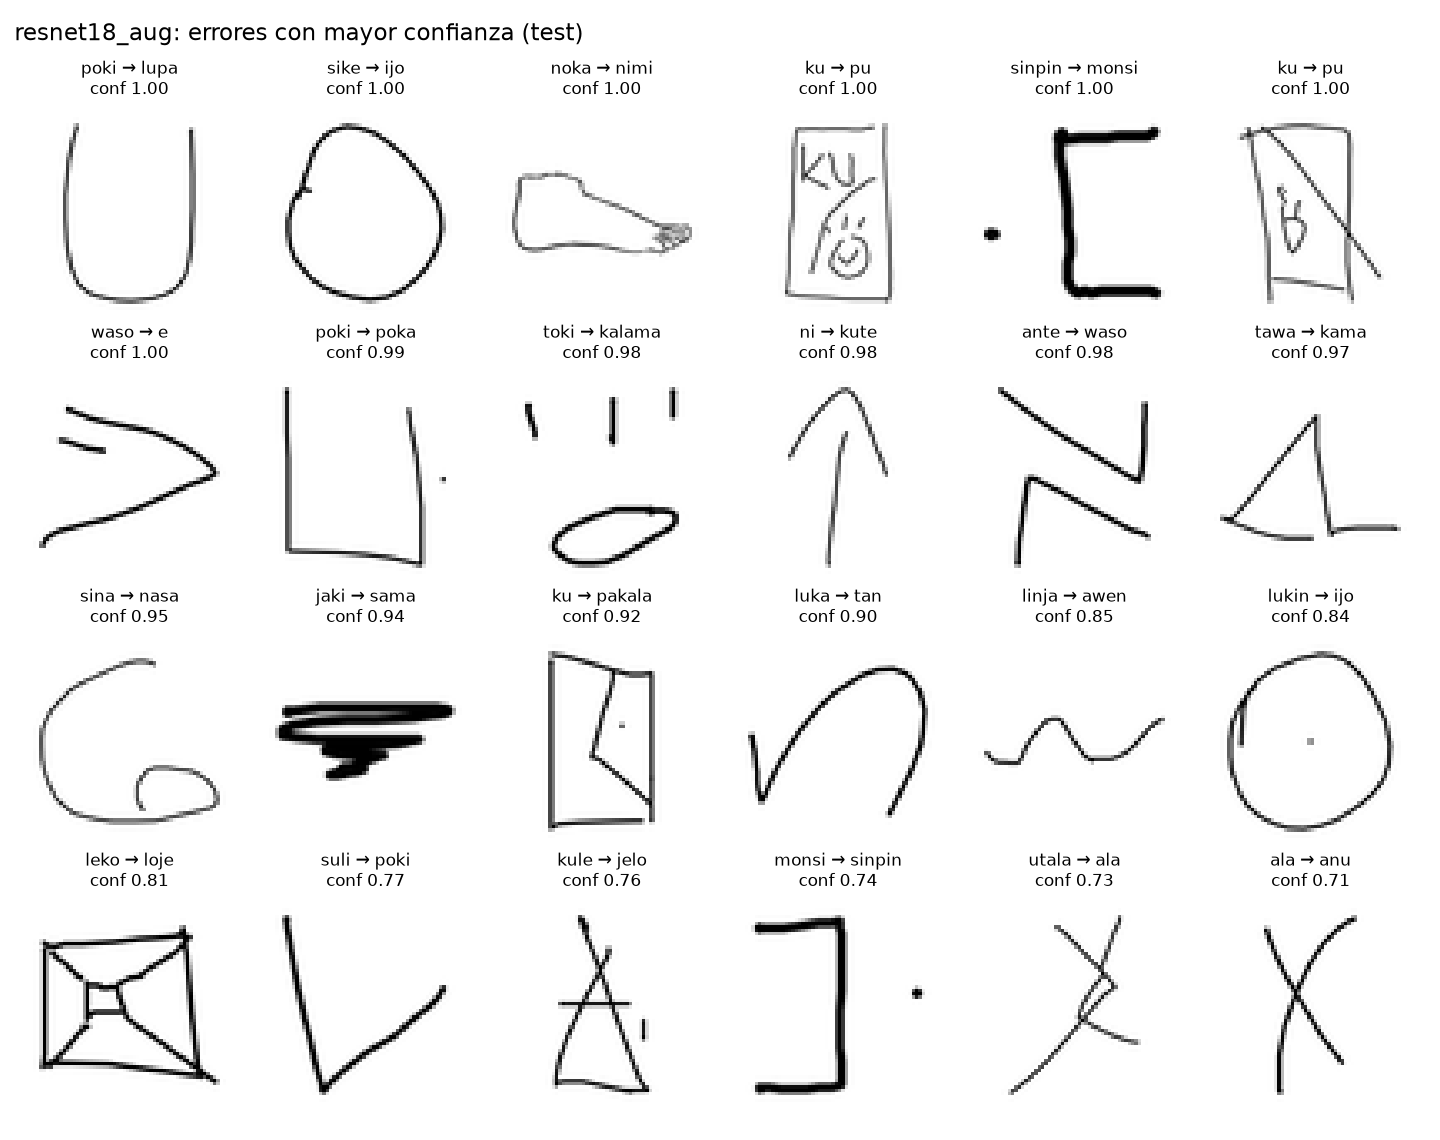 resnet18_aug: errores con mayor confianza (test)
poki → lupa
conf 1.00
sike → ijo
conf 1.00
noka → nimi
conf 1.00
ku → pu
conf 1.00
sinpin → monsi
conf 1.00
ku → pu
conf 1.00
KU
waso → e
conf 1.00
poki → poka
conf 0.99
toki → kalama
conf 0.98
ni → kute
conf 0.98
ante → waso
conf 0.98
tawa → kama
conf 0.97
sina → nasa
conf 0.95
jaki → sama
conf 0.94
ku → pakala
conf 0.92
luka → tan
conf 0.90
linja → awen
conf 0.85
lukin → ijo
conf 0.84
leko → loje
conf 0.81
suli → poki
conf 0.77
kule → jelo
conf 0.76
monsi → sinpin
conf 0.74
utala → ala
conf 0.73
ala → anu
conf 0.71